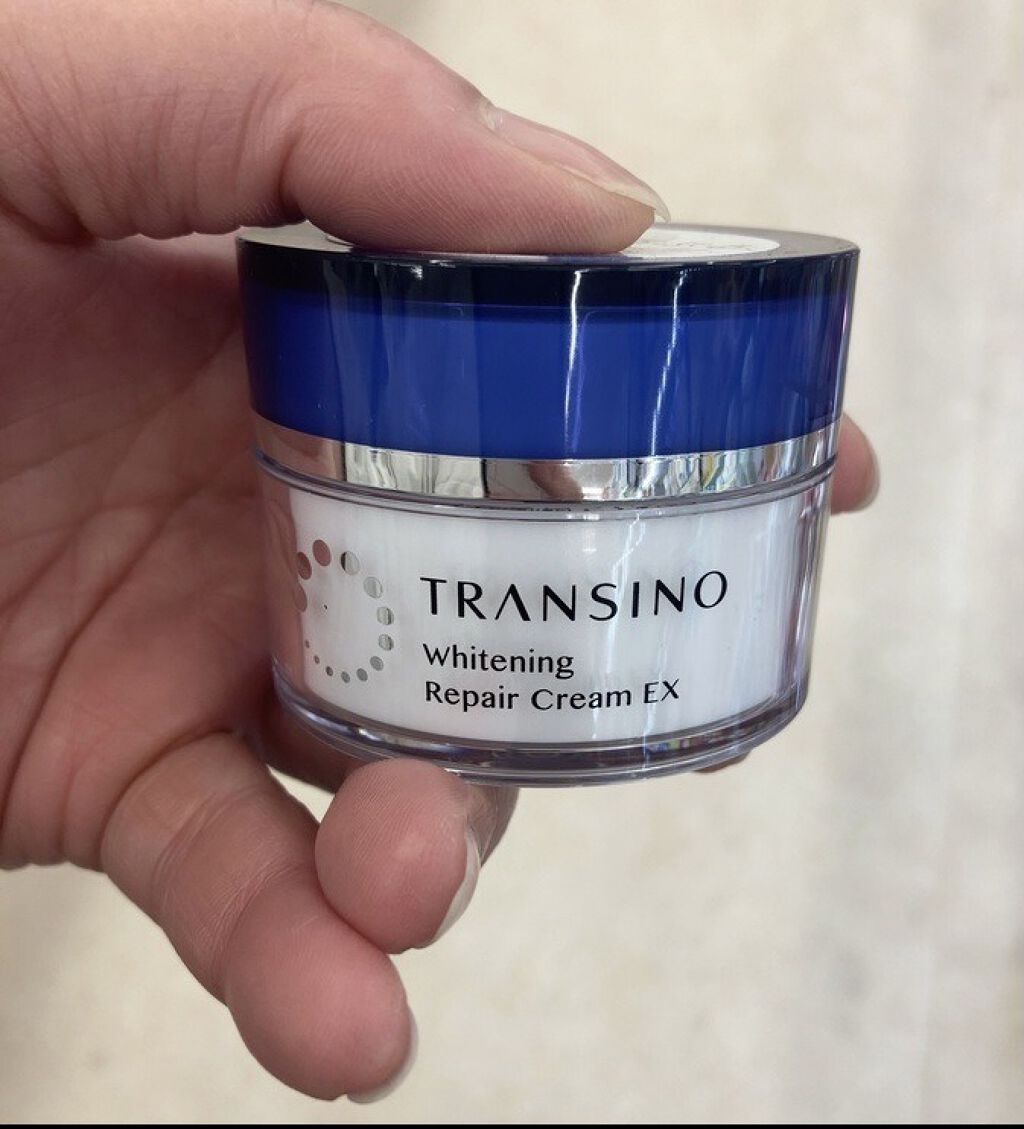 TRANSINO
Whitening
Repair Cream EX